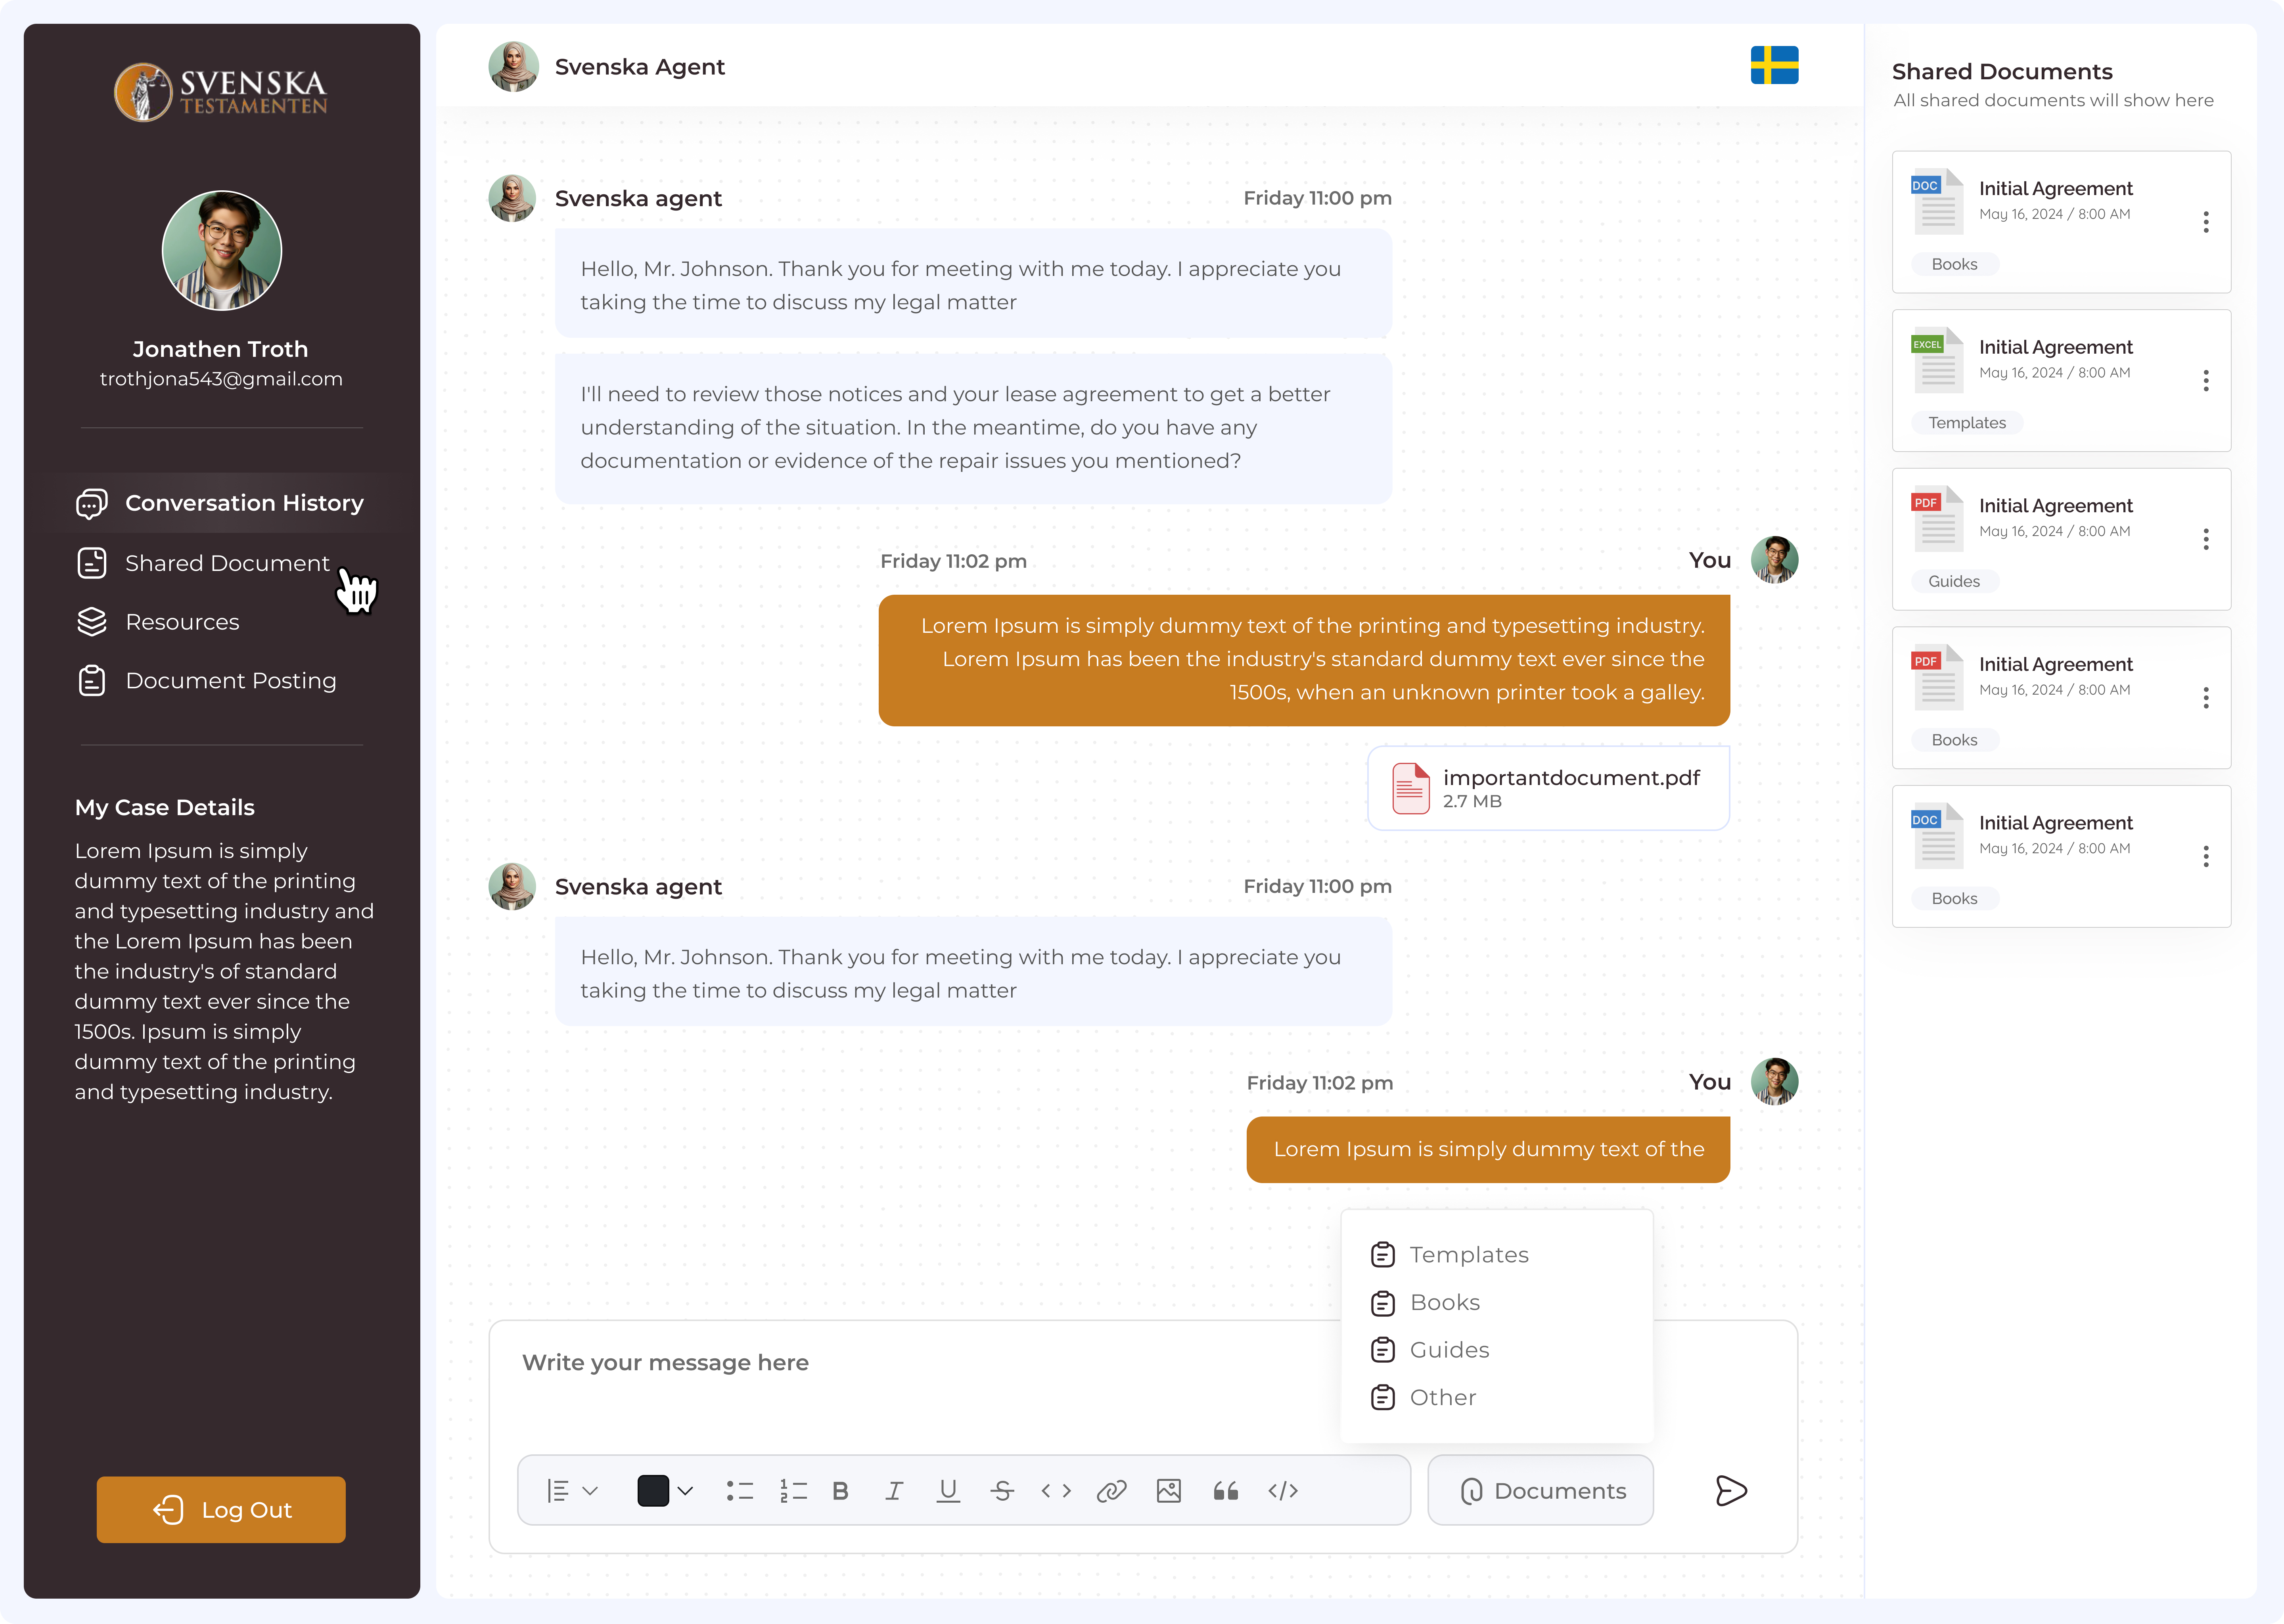 SVENSKA
TESTAMENTEN
Jonathen Troth
trothjona543@gmail.com
Conversation History
Shared Document
Resources
Document Posting
My Case Details
Lorem Ipsum is simply
dummy text of the printing
and typesetting industry and
the Lorem Ipsum has been
the industry's of standard
dummy text ever since the
1500s. Ipsum is simply
dummy text of the printing
and typesetting industry.
Log Out
Svenska Agent
Svenska agent
Friday 11:00 pm
Hello, Mr. Johnson. Thank you for meeting with me today. I appreciate you
taking the time to discuss my legal matter
I'll need to review those notices and your lease agreement to get a better
understanding of the situation. In the meantime, do you have any
documentation or evidence of the repair issues you mentioned?
Friday 11:02 pm
You
Lorem Ipsum is simply dummy text of the printing and typesetting industry.
Lorem Ipsum has been the industry's standard dummy text ever since the
1500s, when an unknown printer took a galley.
importantdocument.pdf
2.7 MB
Svenska agent
Friday 11:00 pm
Hello, Mr. Johnson. Thank you for meeting with me today. I appreciate you
taking the time to discuss my legal matter
Friday 11:02 pm
You
Lorem Ipsum is simply dummy text of the
Templates
Books
Guides
Other
Write your message here
Documents
Shared Documents
All shared documents will show here
DOC
Initial Agreement
May 16, 2024 / 8:00 AM
Books
EXCEL
Initial Agreement
May 16, 2024 / 8:00 AM
Templates
PDF
Initial Agreement
May 16, 2024 / 8:00 AM
Guides
PDF
Initial Agreement
May 16, 2024 / 8:00 AM
Books
DOC
Initial Agreement
May 16, 2024 / 8:00 AM
Books